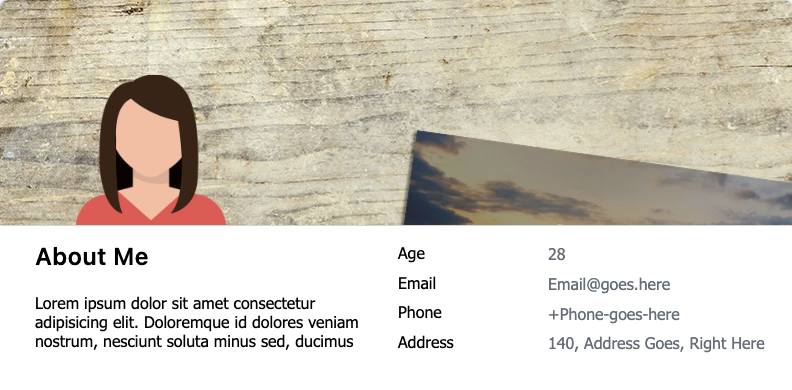 About Me
Lorem ipsum dolor sit amet consectetur
adipisicing elit. Doloremque id dolores veniam
nostrum, nesciunt soluta minus sed, ducimus
Age 28
Email Email@goes.here
Phone +Phone-goes-here
Address 140, Address Goes, Right Here